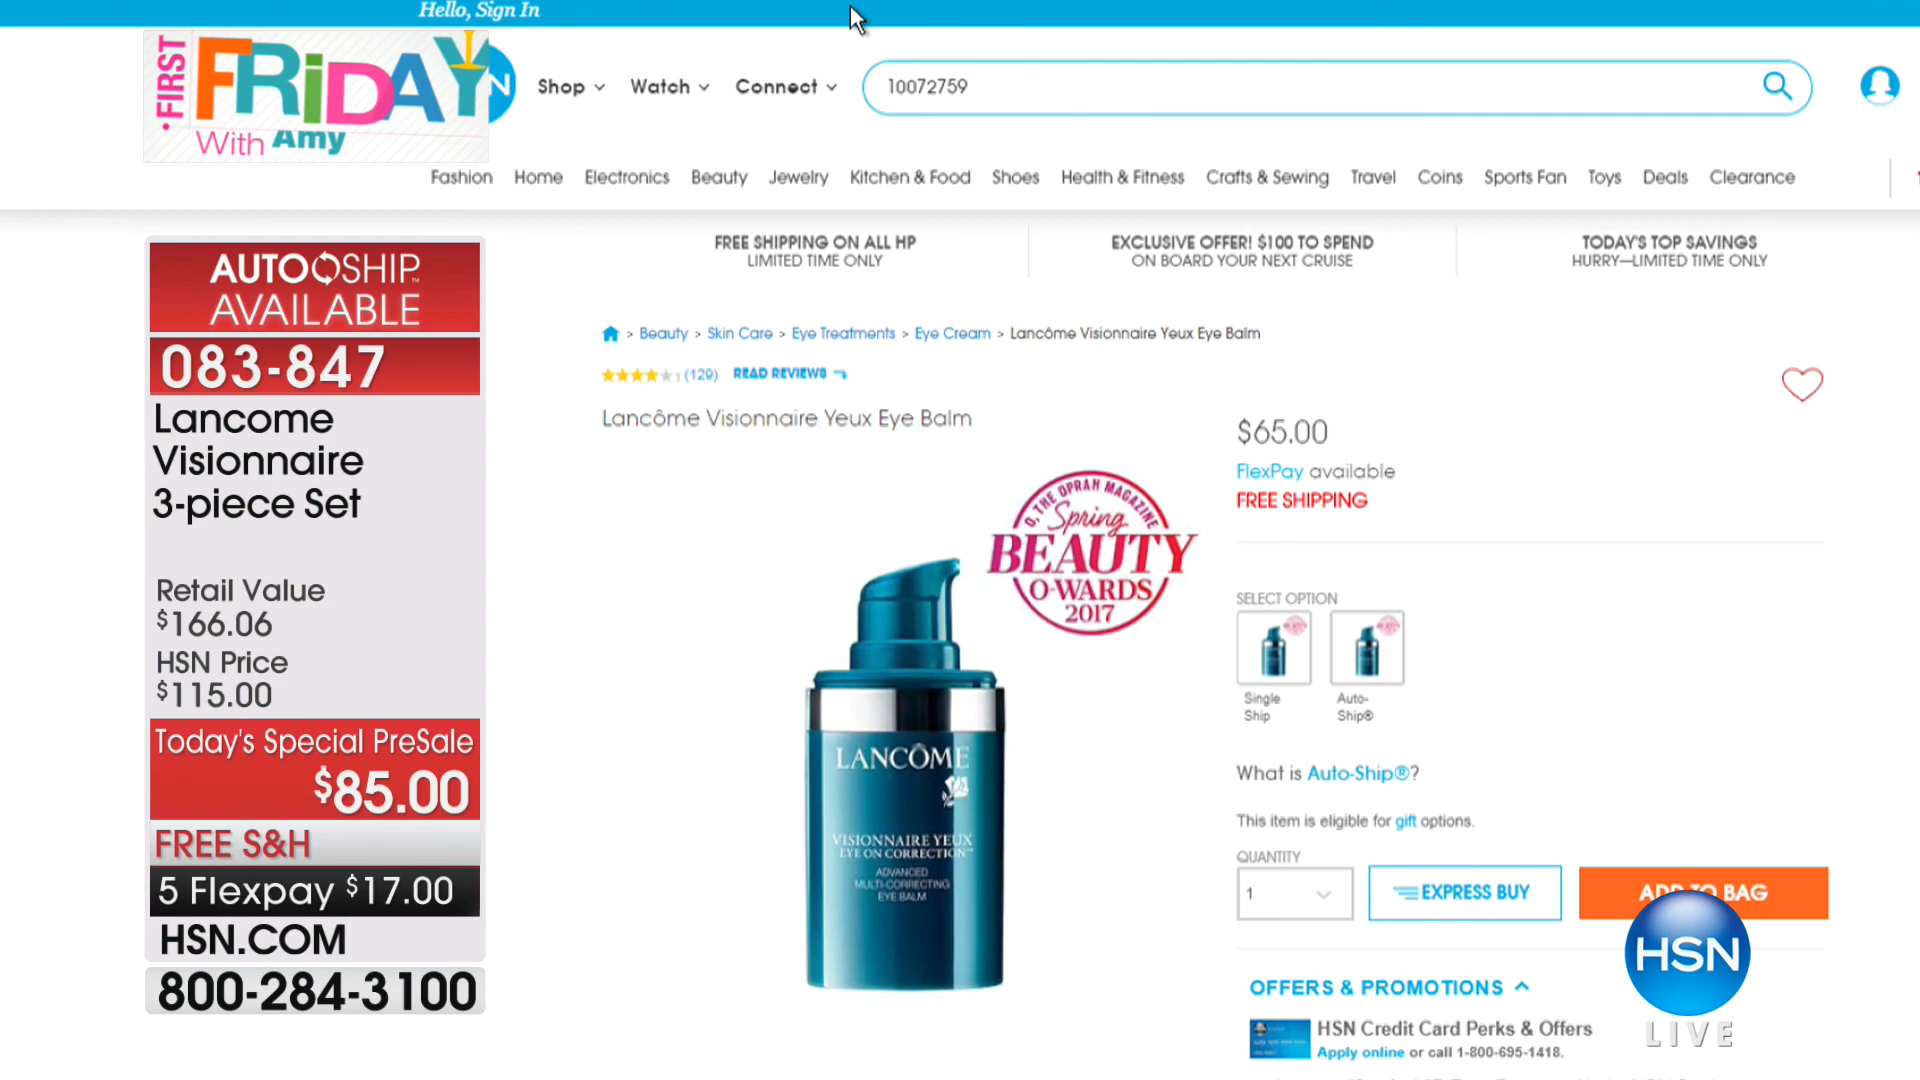 Hello, Sign In
• FIRST
FRiDAY
With Amy
N
Shop
Watch
Connect
10072759
Fashion
Home
Electronics
Beauty
Jewelry
Kitchen & Food
Shoes
Health & Fitness
Crafts & Sewing
Travel
Coins
Sports Fan
Toys
Deals
Clearance
FREE SHIPPING ON ALL HP
LIMITED TIME ONLY
EXCLUSIVE OFFER! $100 TO SPEND
ON BOARD YOUR NEXT CRUISE
TODAY'S TOP SAVINGS
HURRY—LIMITED TIME ONLY
AUTO SHIP™
AVAILABLE
083-847
Lancome
Visionnaire
3-piece Set
Retail Value
$166.06
HSN Price
$115.00
Today's Special PreSale
$85.00
FREE S&H
5 Flexpay $17.00
HSN.COM
800-284-3100
> Beauty > Skin Care > Eye Treatments > Eye Cream > Lancôme Visionnaire Yeux Eye Balm
(129) READ REVIEWS
Lancôme Visionnaire Yeux Eye Balm
O, THE OPRAH MAGAZINE
Spring
BEAUTY
O-WARDS
2017
LANCÔME
VISIONNAIRE YEUX
EYE ON CORRECTION™
ADVANCED
MULTI-CORRECTING
EYE BALM
$65.00
FlexPay available
FREE SHIPPING
SELECT OPTION
Single
Ship
Auto-
Ship®
What is Auto-Ship®?
This item is eligible for gift options.
QUANTITY
1
EXPRESS BUY
ADD TO BAG
OFFERS & PROMOTIONS
HSN Credit Card Perks & Offers
Apply online or call 1-800-695-1418.
HSN
LIVE